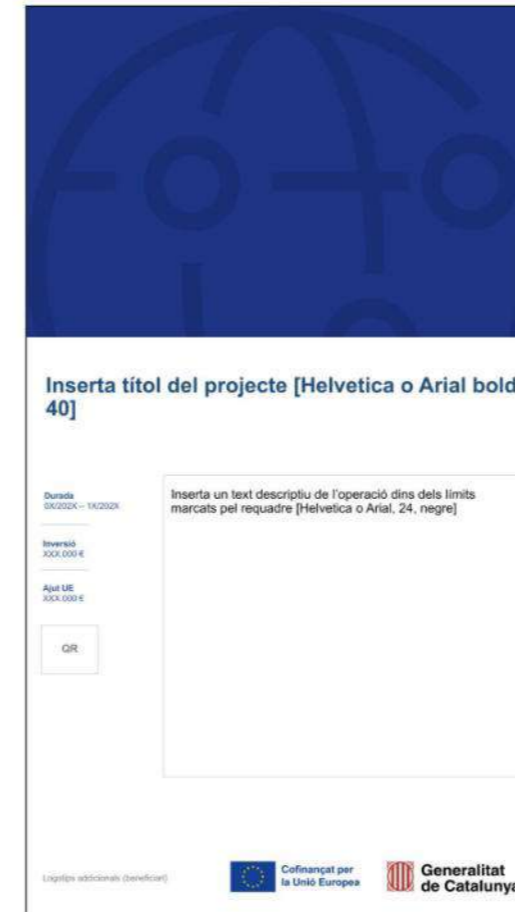 Inserta títol del projecte [Helvetica o Arial bold
40]
Durada
0X/202X – 1X/202X
Inversió
XXX.000 €
Ajut UE
XXX.000 €
QR
Inserta un text descriptiu de l'operació dins dels límits
marcats pel requadre [Helvetica o Arial, 24, negre]
Logotips addicionals (beneficiari)
Cofinançat per
la Unió Europea
Generalitat
de Catalunya